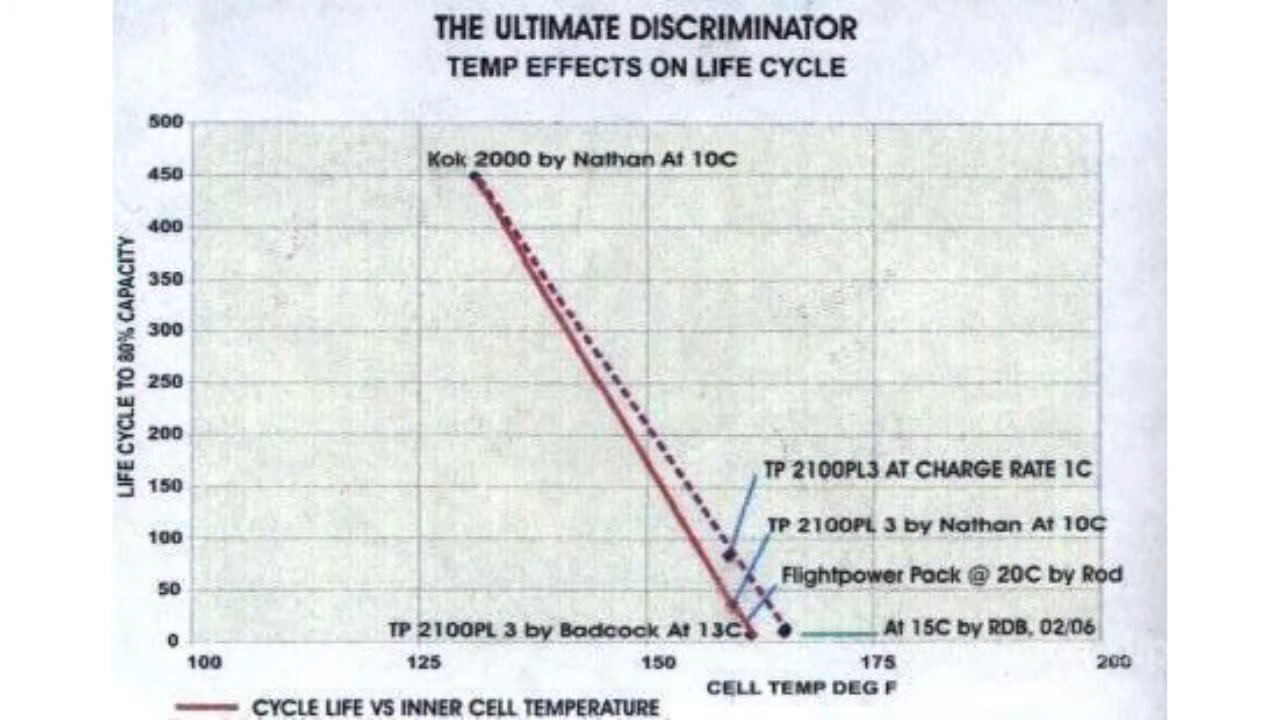 THE ULTIMATE DISCRIMINATOR
TEMP EFFECTS ON LIFE CYCLE
LIFE CYCLE TO 80% CAPACITY
500
450
400
350
300
250
200
150
100
50
0
Kok 2000 by Nathan At 10C
TP 2100PL3 AT CHARGE RATE 1C
TP 2100PL 3 by Nathan At 10C
Flightpower Pack @ 20C by Rod
TP 2100PL 3 by Badcock At 13C
At 15C by RDB, 02/06
100 125 150 175 200
CELL TEMP DEG F
CYCLE LIFE VS INNER CELL TEMPERATURE